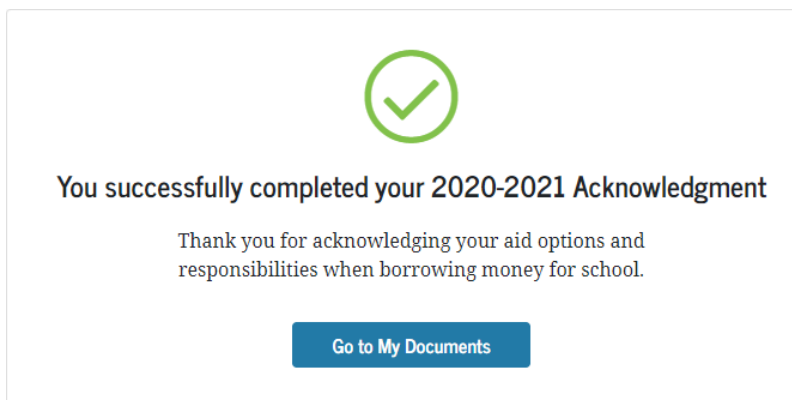 You successfully completed your 2020-2021 Acknowledgment
Thank you for acknowledging your aid options and
responsibilities when borrowing money for school.
Go to My Documents